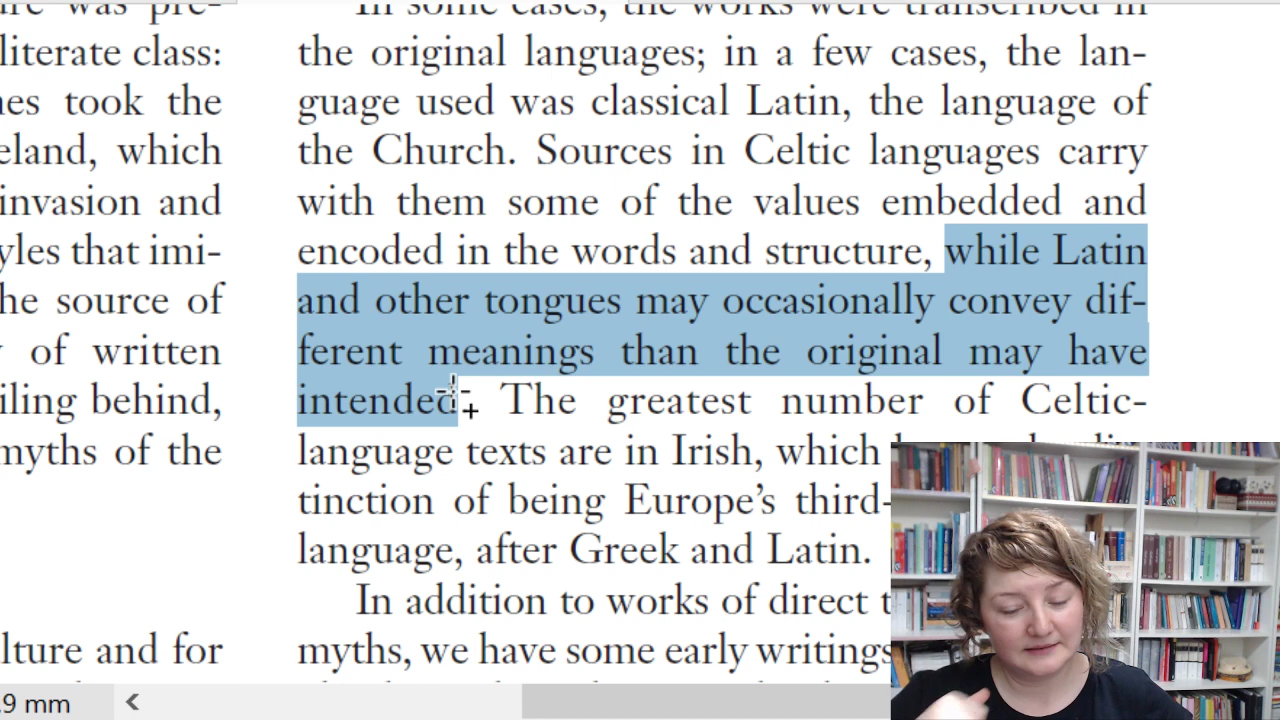 ure was pre-
literate class:
nes took the
eland, which
invasion and
yles that imi-
he source of
of written
iling behind,
myths of the
lture and for
In some cases, the works were transcribed in
the original languages; in a few cases, the lan-
guage used was classical Latin, the language of
the Church. Sources in Celtic languages carry
with them some of the values embedded and
encoded in the words and structure, while Latin
and other tongues may occasionally convey dif-
ferent meanings than the original may have
intended. The greatest number of Celtic-
language texts are in Irish, which
tinction of being Europe’s third-
language, after Greek and Latin.
In addition to works of direct t
myths, we have some early writings
.9 mm